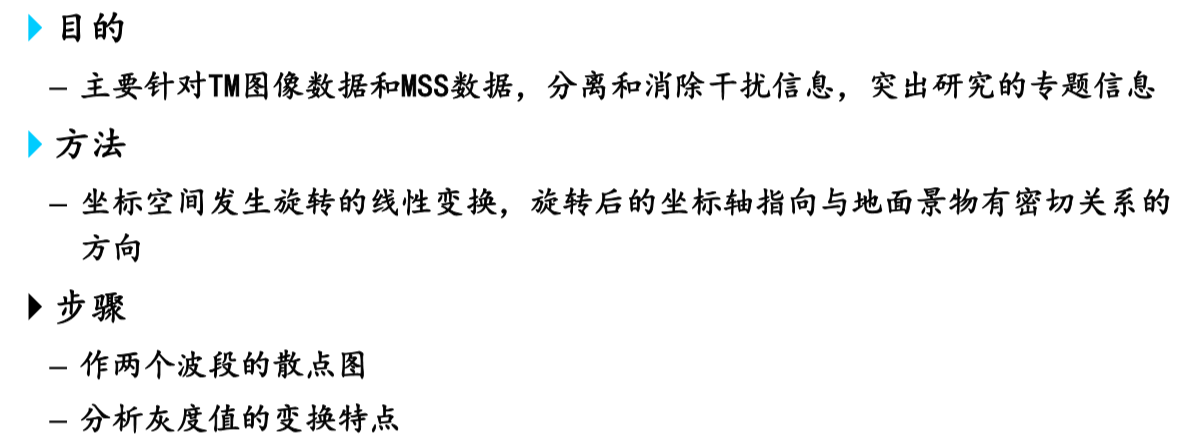 目的
– 主要针对TM图像数据和MSS数据，分离和消除干扰信息，突出研究的专题信息
方法
– 坐标空间发生旋转的线性变换，旋转后的坐标轴指向与地面景物有密切关系的
方向
步骤
– 作两个波段的散点图
– 分析灰度值的变换特点